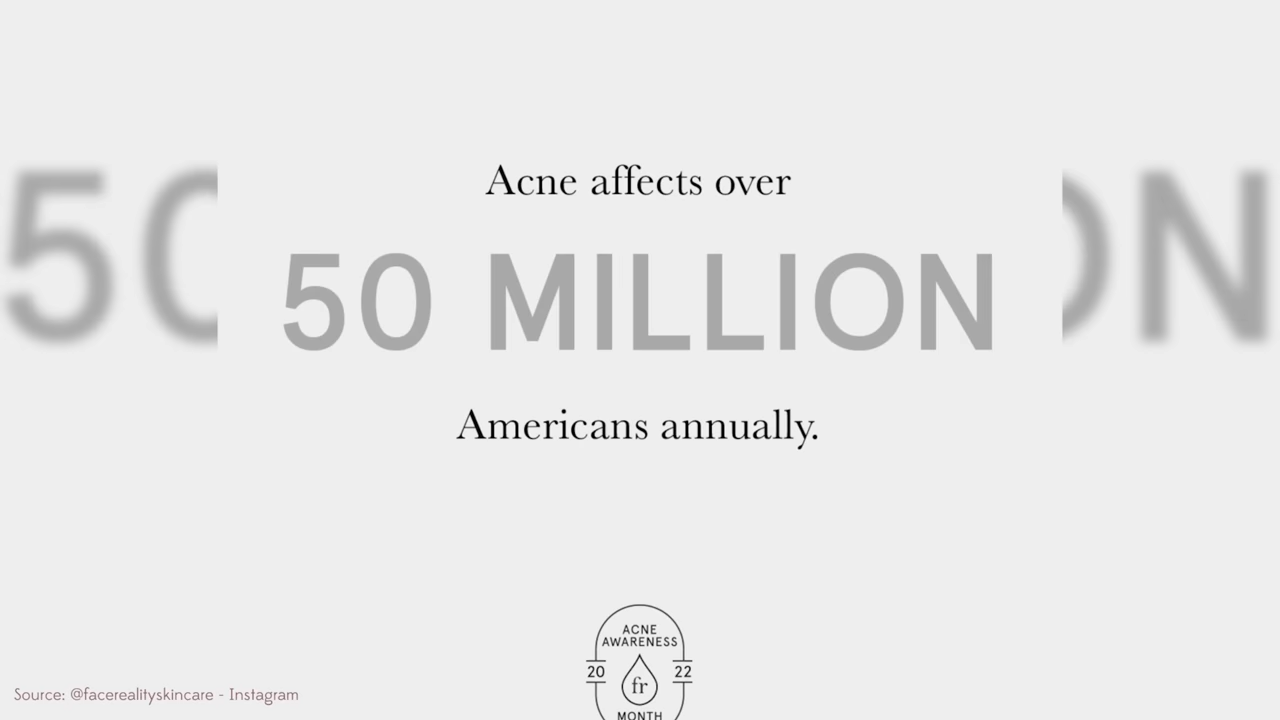 Acne affects over
50 MILLION
Americans annually.
ACNE
AWARENESS
20 22
fr
MONTH
Source: @facerealityskincare - Instagram